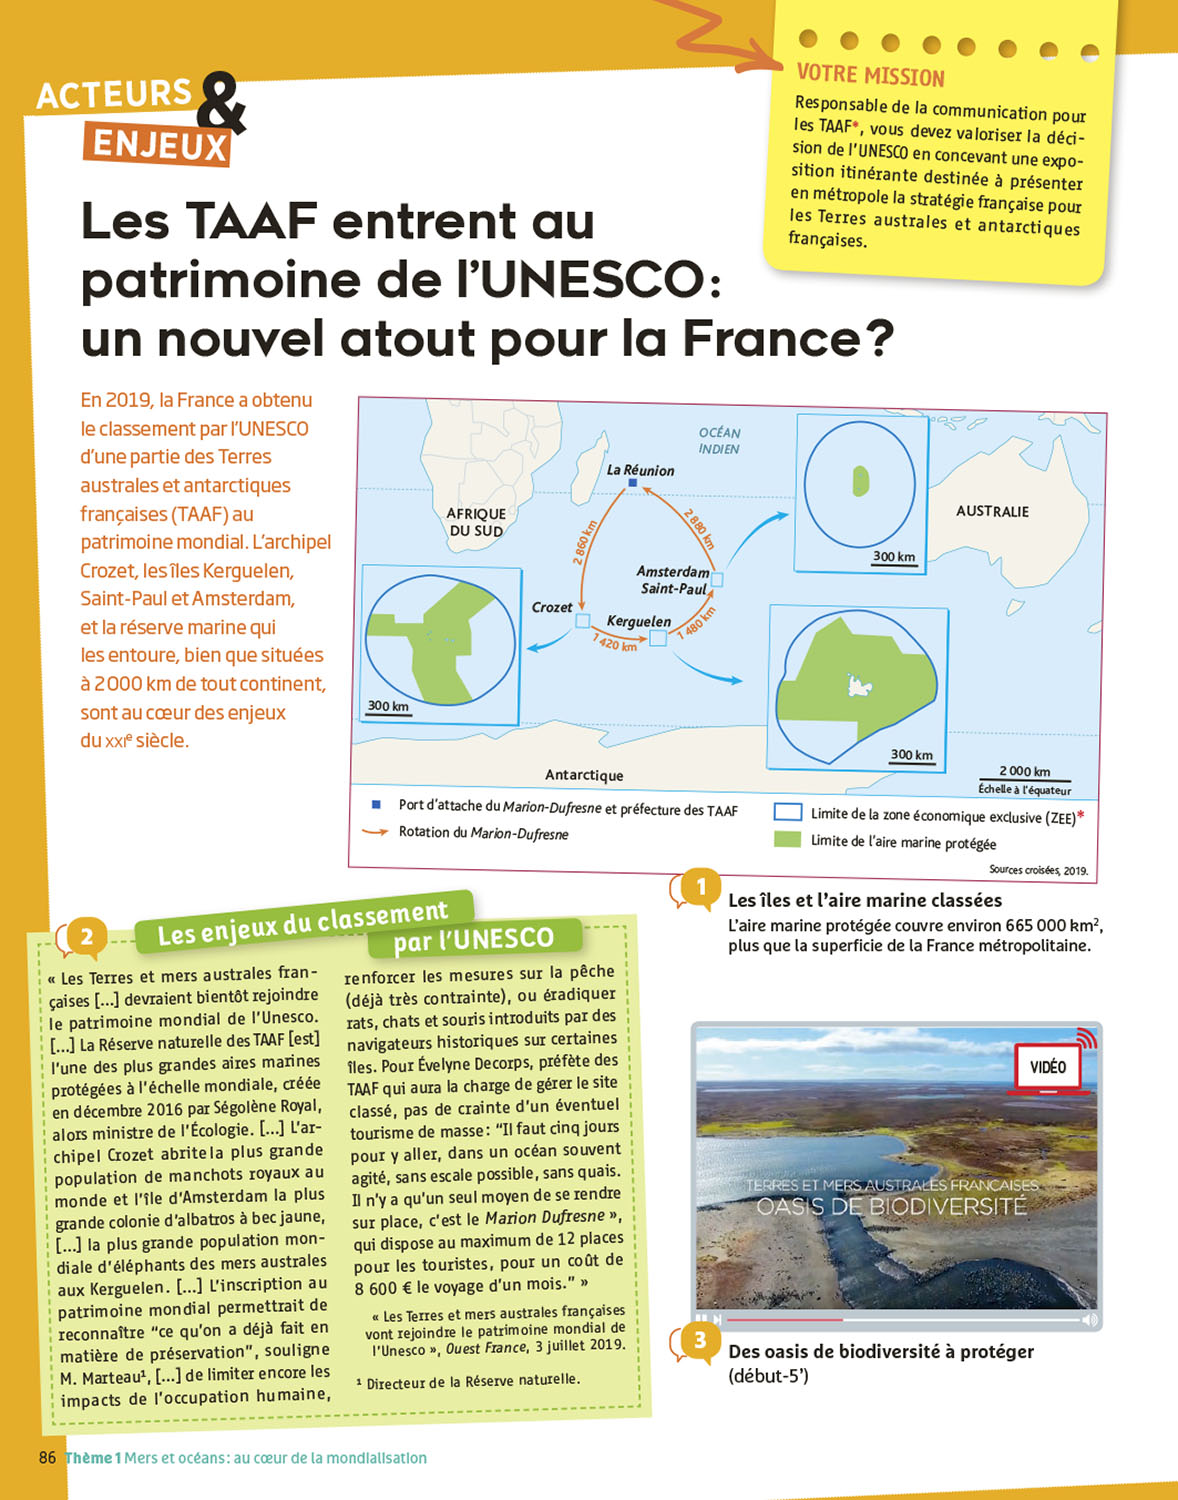 ACTEURS &
ENJEUX
VOTRE MISSION
Responsable de la communication pour
les TAAF*, vous devez valoriser la déci-
sion de l'UNESCO en concevant une expo-
sition itinérante destinée à présenter
en métropole la stratégie française pour
les Terres australes et antarctiques
françaises.
Les TAAF entrent au
patrimoine de l'UNESCO :
un nouvel atout pour la France ?
En 2019, la France a obtenu
le classement par l'UNESCO
d'une partie des Terres
australes et antarctiques
françaises (TAAF) au
patrimoine mondial. L'archipel
Crozet, les îles Kerguelen,
Saint-Paul et Amsterdam,
et la réserve marine qui
les entoure, bien que situées
à 2 000 km de tout continent,
sont au cœur des enjeux
du XXIe siècle.
OCÉAN
INDIEN
La Réunion
AFRIQUE
DU SUD
AUSTRALIE
2 860 km
2 880 km
300 km
Amsterdam
Saint-Paul
Crozet
Kerguelen
1 420 km
1 480 km
300 km
300 km
Antarctique
2 000 km
Échelle à l'équateur
Port d'attache du Marion-Dufresne et préfecture des TAAF
Rotation du Marion-Dufresne
Limite de la zone économique exclusive (ZEE)*
Limite de l'aire marine protégée
Sources croisées, 2019.
1
Les îles et l'aire marine classées
L'aire marine protégée couvre environ 665 000 km²,
plus que la superficie de la France métropolitaine.
2
Les enjeux du classement
par l'UNESCO
« Les Terres et mers australes fran-
çaises [...] devraient bientôt rejoindre
le patrimoine mondial de l'Unesco.
[...] La Réserve naturelle des TAAF [est]
l'une des plus grandes aires marines
protégées à l'échelle mondiale, créée
en décembre 2016 par Ségolène Royal,
alors ministre de l'Écologie. [...] L'ar-
chipel Crozet abrite la plus grande
population de manchots royaux au
monde et l'île d'Amsterdam la plus
grande colonie d'albatros à bec jaune,
[...] la plus grande population mon-
diale d'éléphants des mers australes
aux Kerguelen. [...] L'inscription au
patrimoine mondial permettrait de
reconnaître "ce qu'on a déjà fait en
matière de préservation", souligne
M. Marteau¹, [...] de limiter encore les
impacts de l'occupation humaine,
renforcer les mesures sur la pêche
(déjà très contrainte), ou éradiquer
rats, chats et souris introduits par des
navigateurs historiques sur certaines
îles. Pour Évelyne Decorps, préfète des
TAAF qui aura la charge de gérer le site
classé, pas de crainte d'un éventuel
tourisme de masse : "Il faut cinq jours
pour y aller, dans un océan souvent
agité, sans escale possible, sans quais.
Il n'y a qu'un seul moyen de se rendre
sur place, c'est le Marion Dufresne »,
qui dispose au maximum de 12 places
pour les touristes, pour un coût de
8 600 € le voyage d'un mois." »
« Les Terres et mers australes françaises
vont rejoindre le patrimoine mondial de
l'Unesco », Ouest France, 3 juillet 2019.
¹ Directeur de la Réserve naturelle.
VIDÉO
TERRES ET MERS AUSTRALES FRANÇAISES
OASIS DE BIODIVERSITÉ
3
Des oasis de biodiversité à protéger
(début-5')
86 Thème 1 Mers et océans : au cœur de la mondialisation